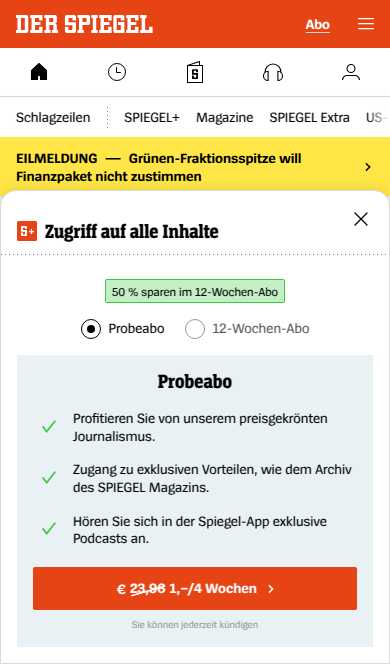 DER SPIEGEL
Abo
S
Schlagzeilen
SPIEGEL+
Magazine
SPIEGEL Extra
US-
EILMELDUNG — Grünen-Fraktionsspitze will
Finanzpaket nicht zustimmen
S+ Zugriff auf alle Inhalte
50 % sparen im 12-Wochen-Abo
Probeabo
12-Wochen-Abo
Probeabo
Profitieren Sie von unserem preisgekrönten
Journalismus.
Zugang zu exklusiven Vorteilen, wie dem Archiv
des SPIEGEL Magazins.
Hören Sie sich in der Spiegel-App exklusive
Podcasts an.
€ 23,96 1,–/4 Wochen
Sie können jederzeit kündigen